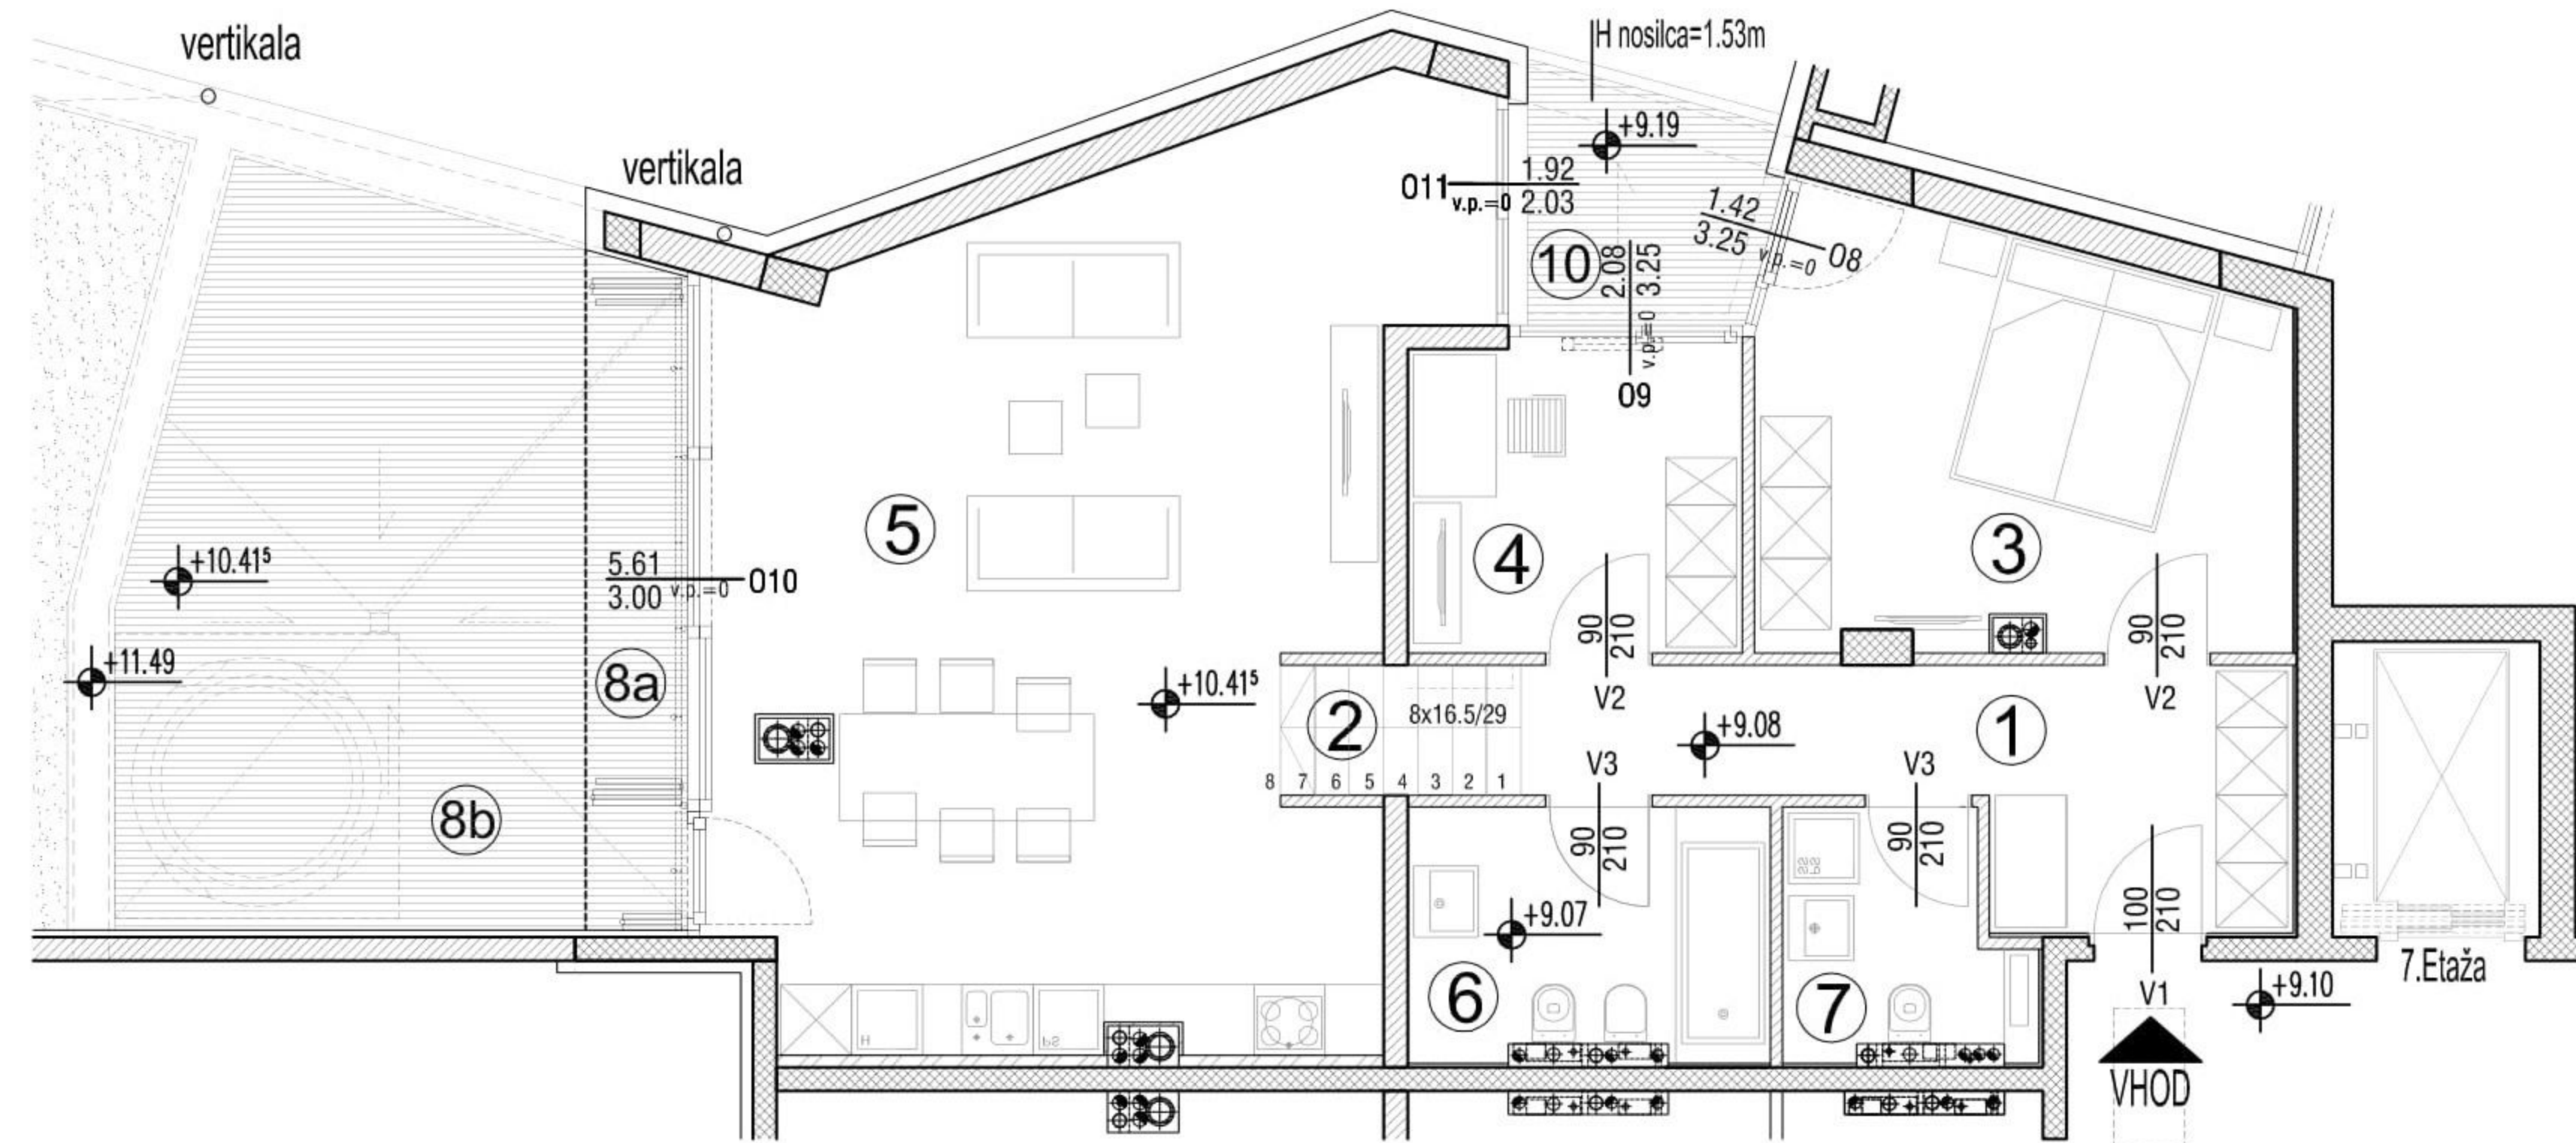 vertikala
vertikala
H nosilca=1.53m
+9.19
O11
1.92
v.p.=0
2.03
10
1.42
3.25
v.p.=0
O8
2.08
3.25
v.p.=0
O9
5
4
3
+10.41⁵
5.61
3.00
v.p.=0
O10
+11.49
8a
8b
+10.41⁵
2
8x16.5/29
8 7 6 5 4 3 2 1
90
210
V2
90
210
V2
+9.08
1
V3
90
210
V3
90
210
+9.07
6
7
100
210
V1
+9.10
7.Etaža
H
PS
VHOD